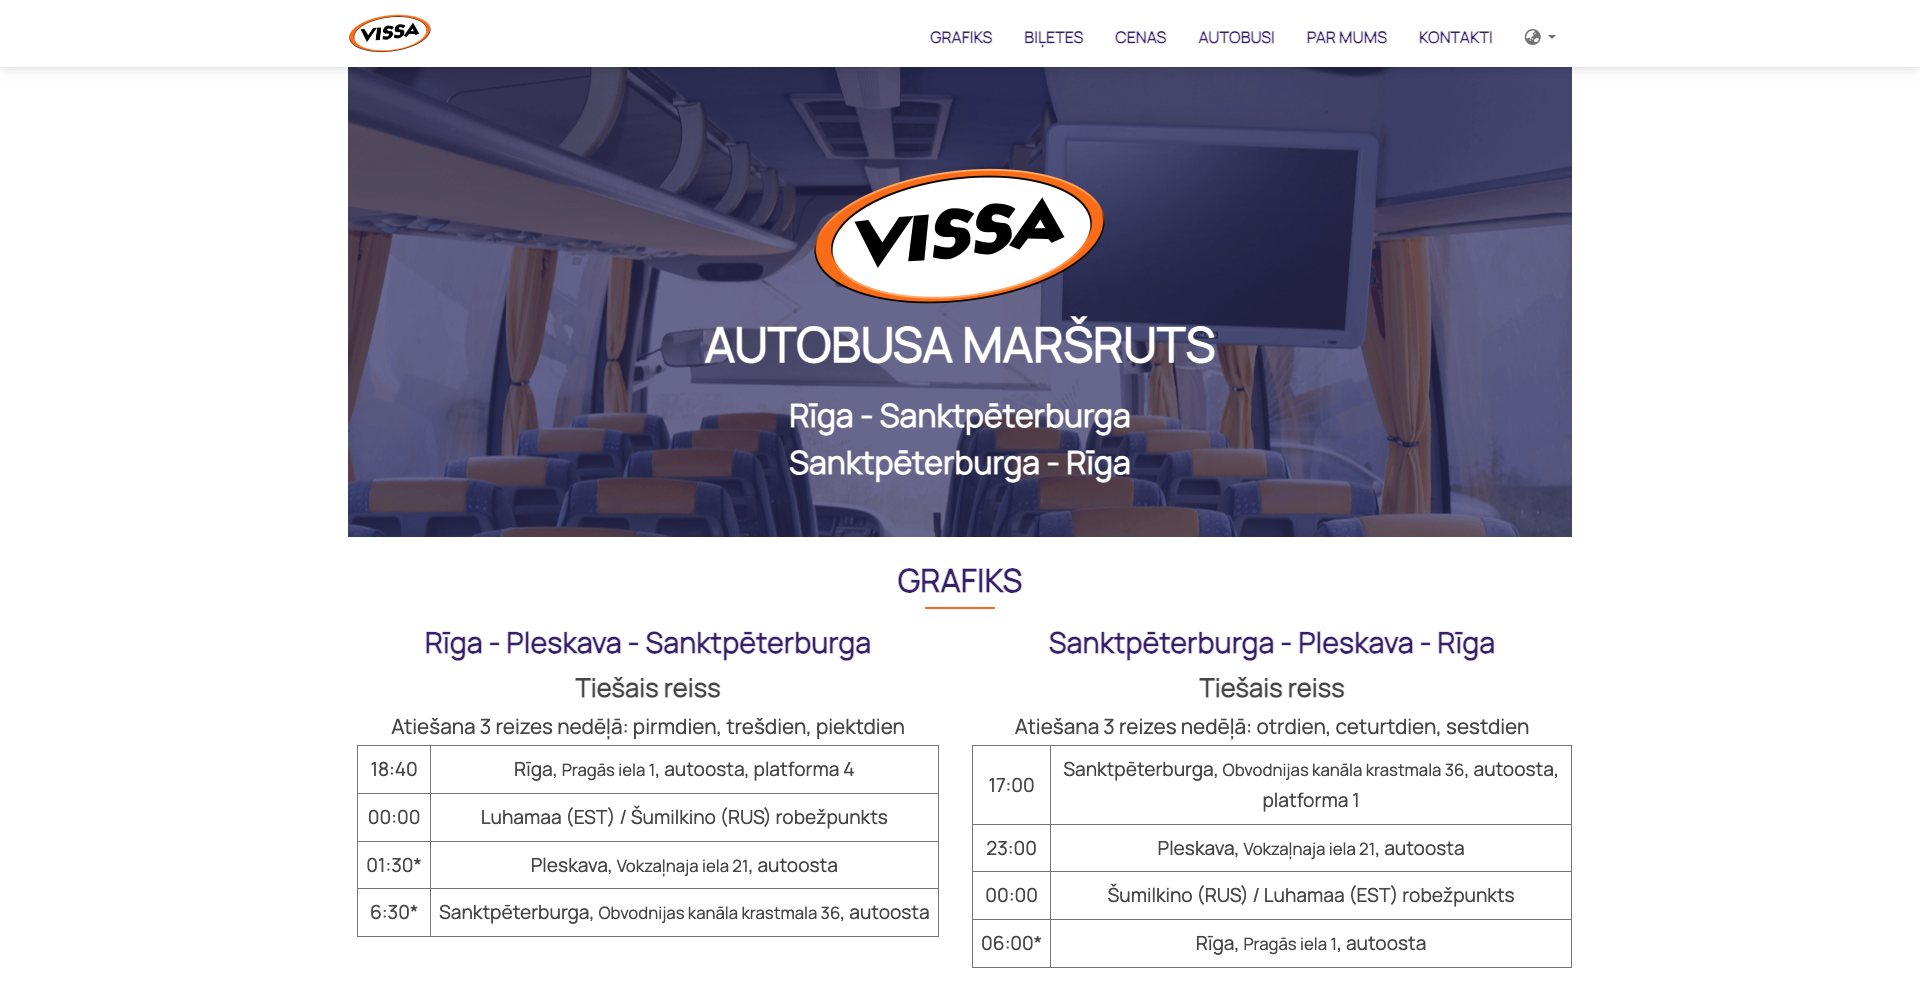 VISSA
GRAFIKS BIĻETES CENAS AUTOBUSI PAR MUMS KONTAKTI
VISSA
AUTOBUSA MARŠRUTS
Rīga - Sanktpēterburga
Sanktpēterburga - Rīga
GRAFIKS
Rīga - Pleskava - Sanktpēterburga
Tiešais reiss
Atiešana 3 reizes nedēļā: pirmdien, trešdien, piektdien
18:40 Rīga, Pragās iela 1, autoosta, platforma 4
00:00 Luhamaa (EST) / Šumilkino (RUS) robežpunkts
01:30* Pleskava, Vokzaļnaja iela 21, autoosta
6:30* Sanktpēterburga, Obvodnijas kanāla krastmala 36, autoosta
Sanktpēterburga - Pleskava - Rīga
Tiešais reiss
Atiešana 3 reizes nedēļā: otrdien, ceturtdien, sestdien
17:00 Sanktpēterburga, Obvodnijas kanāla krastmala 36, autoosta,
platforma 1
23:00 Pleskava, Vokzaļnaja iela 21, autoosta
00:00 Šumilkino (RUS) / Luhamaa (EST) robežpunkts
06:00* Rīga, Pragās iela 1, autoosta